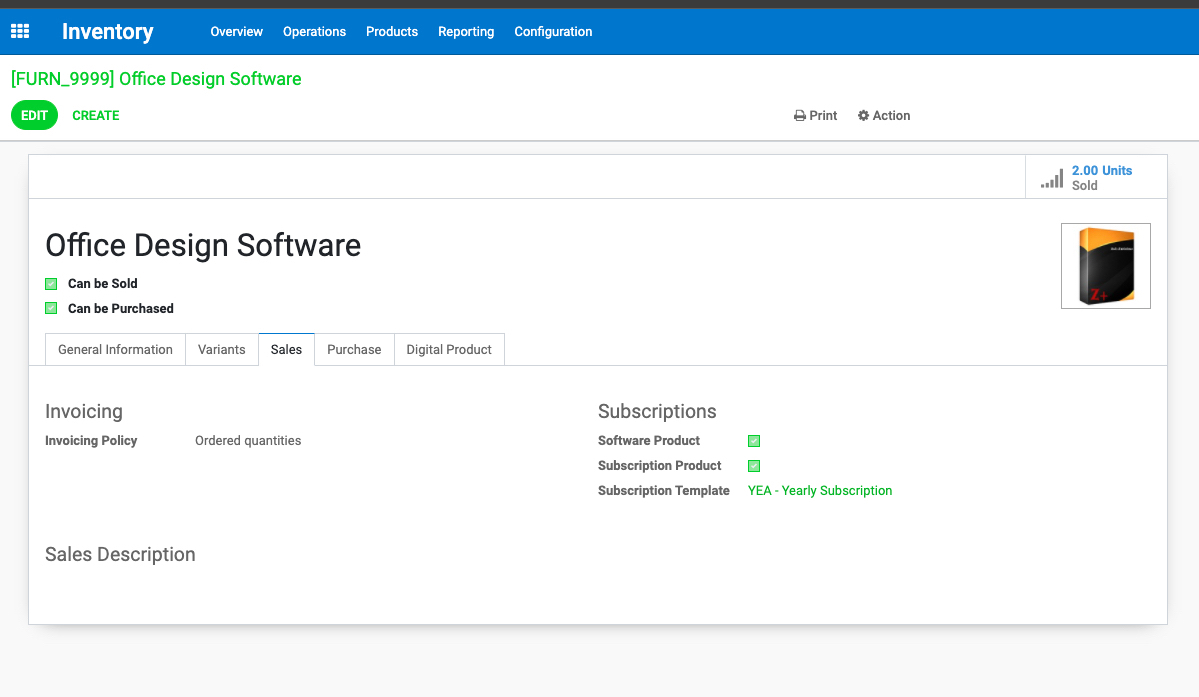 Inventory Overview Operations Products Reporting Configuration
[FURN_9999] Office Design Software
EDIT CREATE Print Action
2.00 Units
Sold
Office Design Software
Can be Sold
Can be Purchased
Z+
General Information Variants Sales Purchase Digital Product
Invoicing
Invoicing Policy Ordered quantities
Subscriptions
Software Product
Subscription Product
Subscription Template YEA - Yearly Subscription
Sales Description